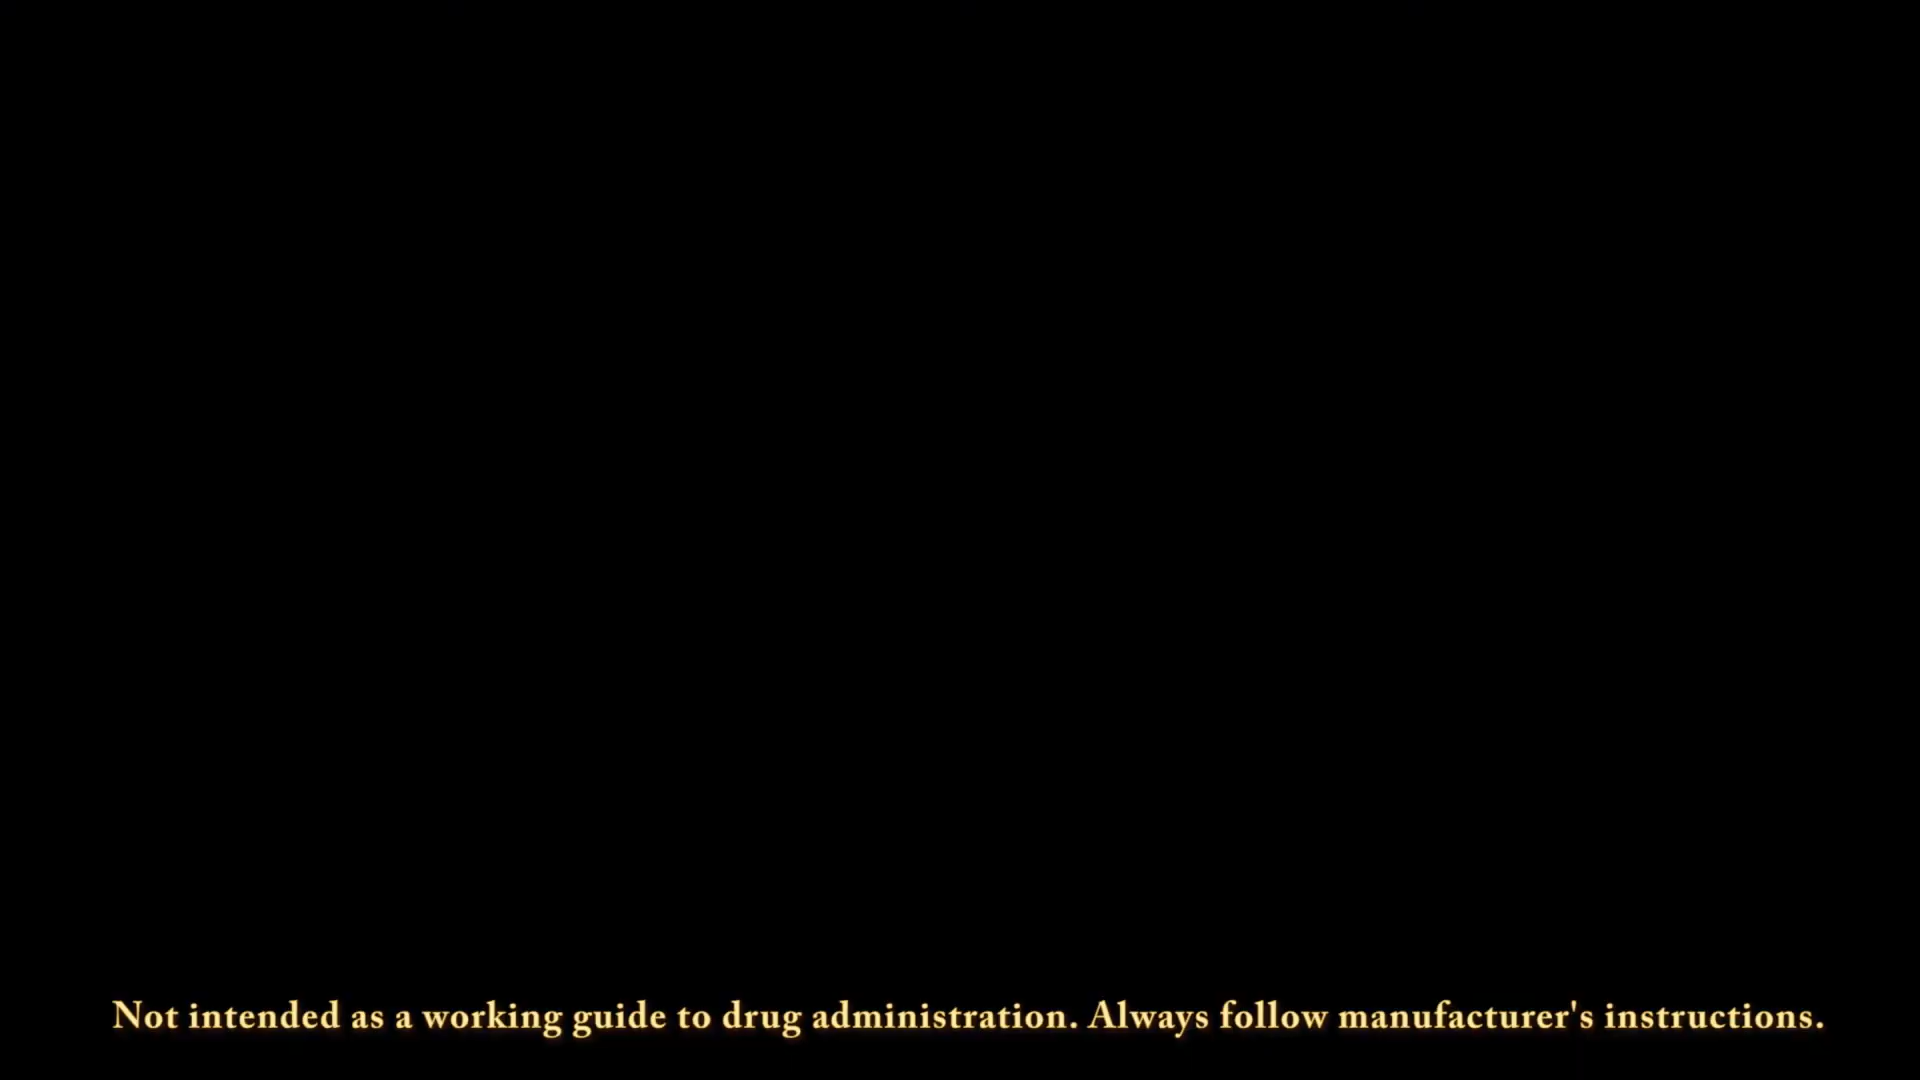 Not intended as a working guide to drug administration. Always follow manufacturer's instructions.